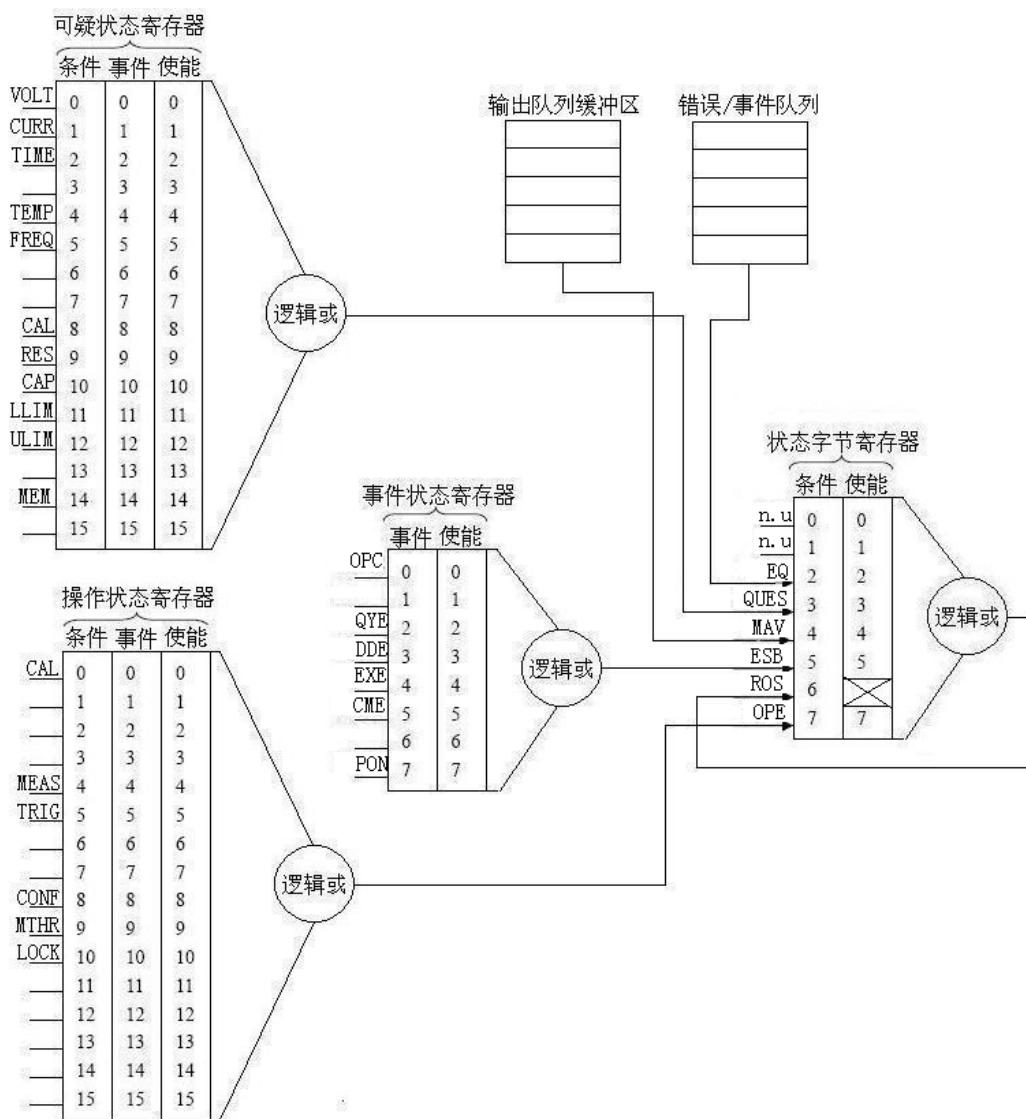 可疑状态寄存器
条件 事件 使能
VOLT 0 0 0
CURR 1 1 1
TIME 2 2 2
3 3 3
TEMP 4 4 4
FREQ 5 5 5
6 6 6
7 7 7
CAL 8 8 8
RES 9 9 9
CAP 10 10 10
LLIM 11 11 11
ULIM 12 12 12
13 13 13
MEM 14 14 14
15 15 15
逻辑或
输出队列缓冲区
错误/事件队列
操作状态寄存器
条件 事件 使能
CAL 0 0 0
1 1 1
2 2 2
3 3 3
MEAS 4 4 4
TRIG 5 5 5
6 6 6
7 7 7
CONF 8 8 8
MTHR 9 9 9
LOCK 10 10 10
11 11 11
12 12 12
13 13 13
14 14 14
15 15 15
逻辑或
事件状态寄存器
事件 使能
OPC 0 0
1 1
QYE 2 2
DDE 3 3
EXE 4 4
CME 5 5
6 6
PON 7 7
逻辑或
状态字节寄存器
条件 使能
n.u 0 0
n.u 1 1
EQ 2 2
QUES 3 3
MAV 4 4
ESB 5 5
ROS 6
OPE 7 7
逻辑或